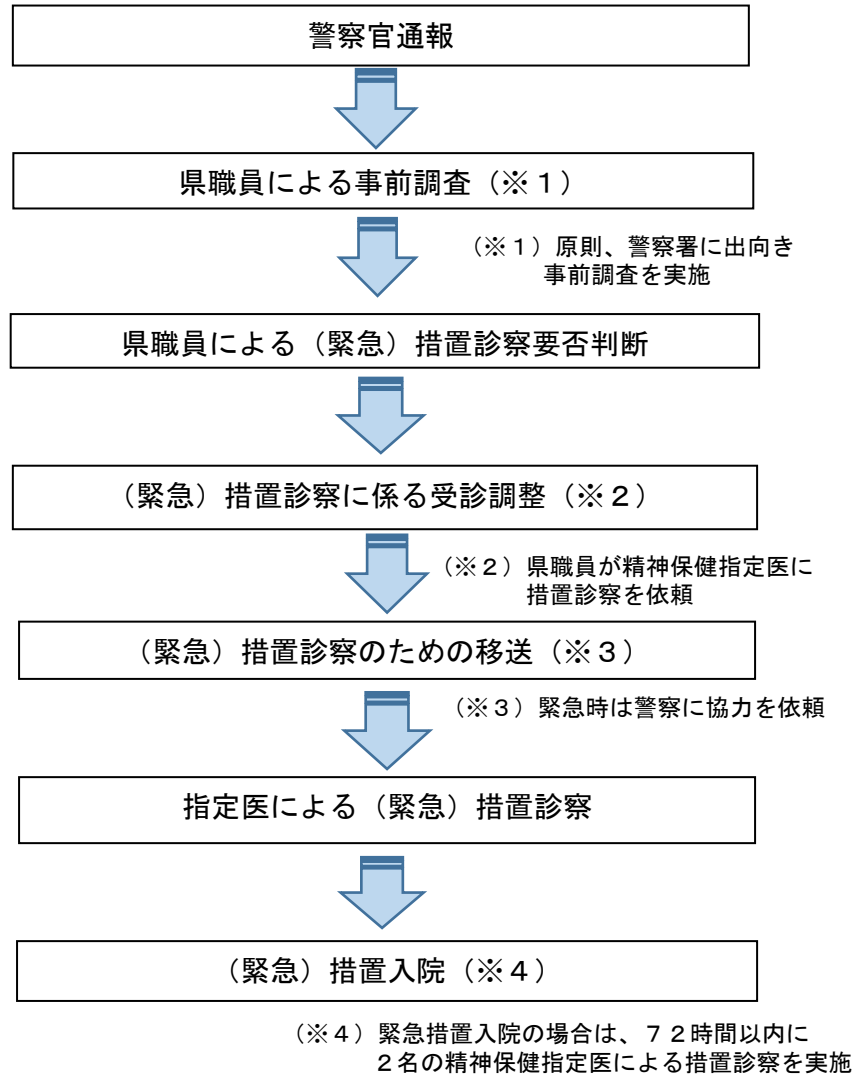 警察官通報
県職員による事前調査（※１）
（※１）原則、警察署に出向き
事前調査を実施
県職員による（緊急）措置診察要否判断
（緊急）措置診察に係る受診調整（※２）
（※２）県職員が精神保健指定医に
措置診察を依頼
（緊急）措置診察のための移送（※３）
（※３）緊急時は警察に協力を依頼
指定医による（緊急）措置診察
（緊急）措置入院（※４）
（※４）緊急措置入院の場合は、７２時間以内に
２名の精神保健指定医による措置診察を実施